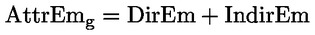 AttrEm_g = DirEm + IndirEm